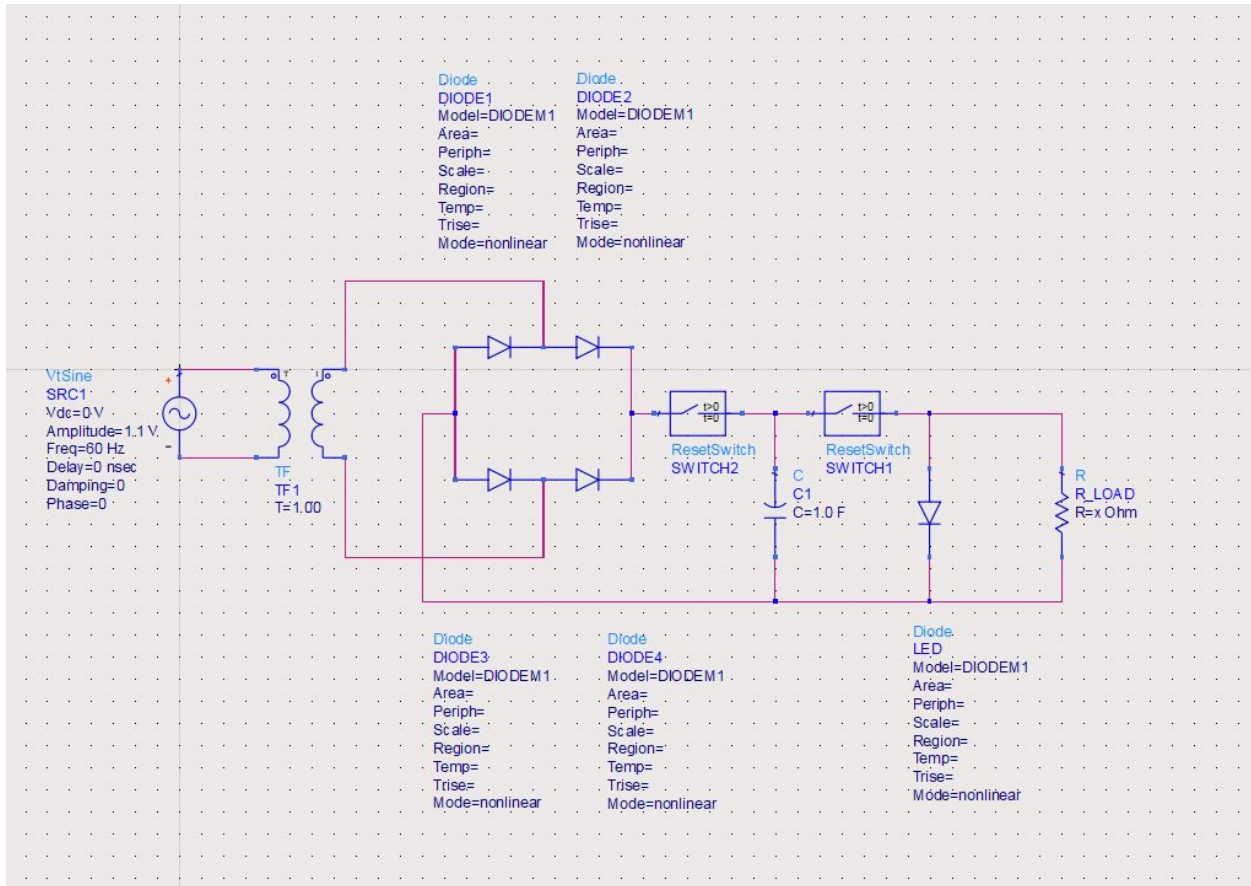 Diode
DIODE1
Model=DIODEM1
Area=
Periph=
Scale=
Region=
Temp=
Trise=
Mode=nonlinear
Diode
DIODE2
Model=DIODEM1
Area=
Periph=
Scale=
Region=
Temp=
Trise=
Mode=nonlinear
VtSine
SRC1
Vdc=0 V
Amplitude=1.1 V
Freq=60 Hz
Delay=0 nsec
Damping=0
Phase=0
+
-
T
1
TF
TF1
T=1.00
t>0
t=0
ResetSwitch
SWITCH2
t>0
t=0
ResetSwitch
SWITCH1
C
C1
C=1.0 F
R
R_LOAD
R=x Ohm
Diode
DIODE3
Model=DIODEM1
Area=
Periph=
Scale=
Region=
Temp=
Trise=
Mode=nonlinear
Diode
DIODE4
Model=DIODEM1
Area=
Periph=
Scale=
Region=
Temp=
Trise=
Mode=nonlinear
Diode
LED
Model=DIODEM1
Area=
Periph=
Scale=
Region=
Temp=
Trise=
Mode=nonlinear